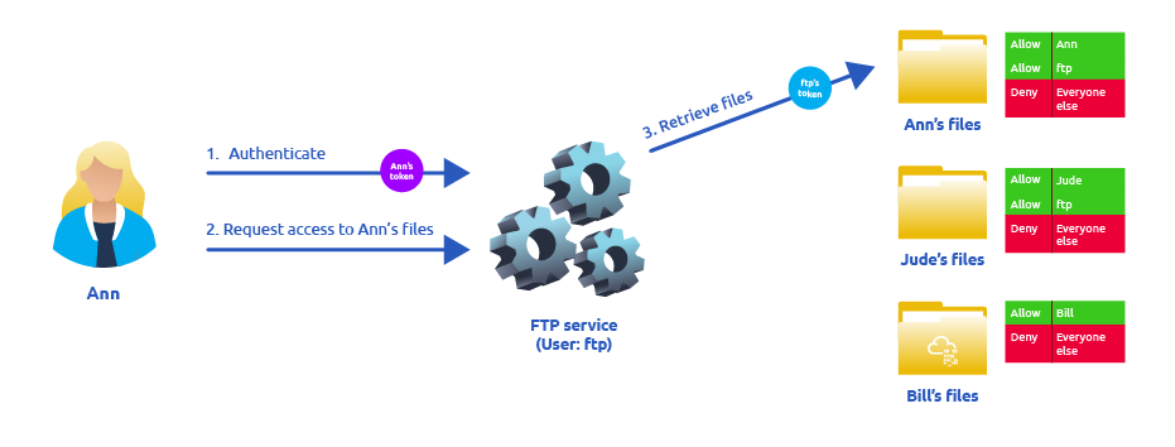 Ann
1. Authenticate
Ann's
token
2. Request access to Ann's files
FTP service
(User: ftp)
3. Retrieve files
ftp's
token
Allow Ann
Allow ftp
Deny Everyone
else
Ann's files
Allow Jude
Allow ftp
Deny Everyone
else
Jude's files
Allow Bill
Deny Everyone
else
Bill's files